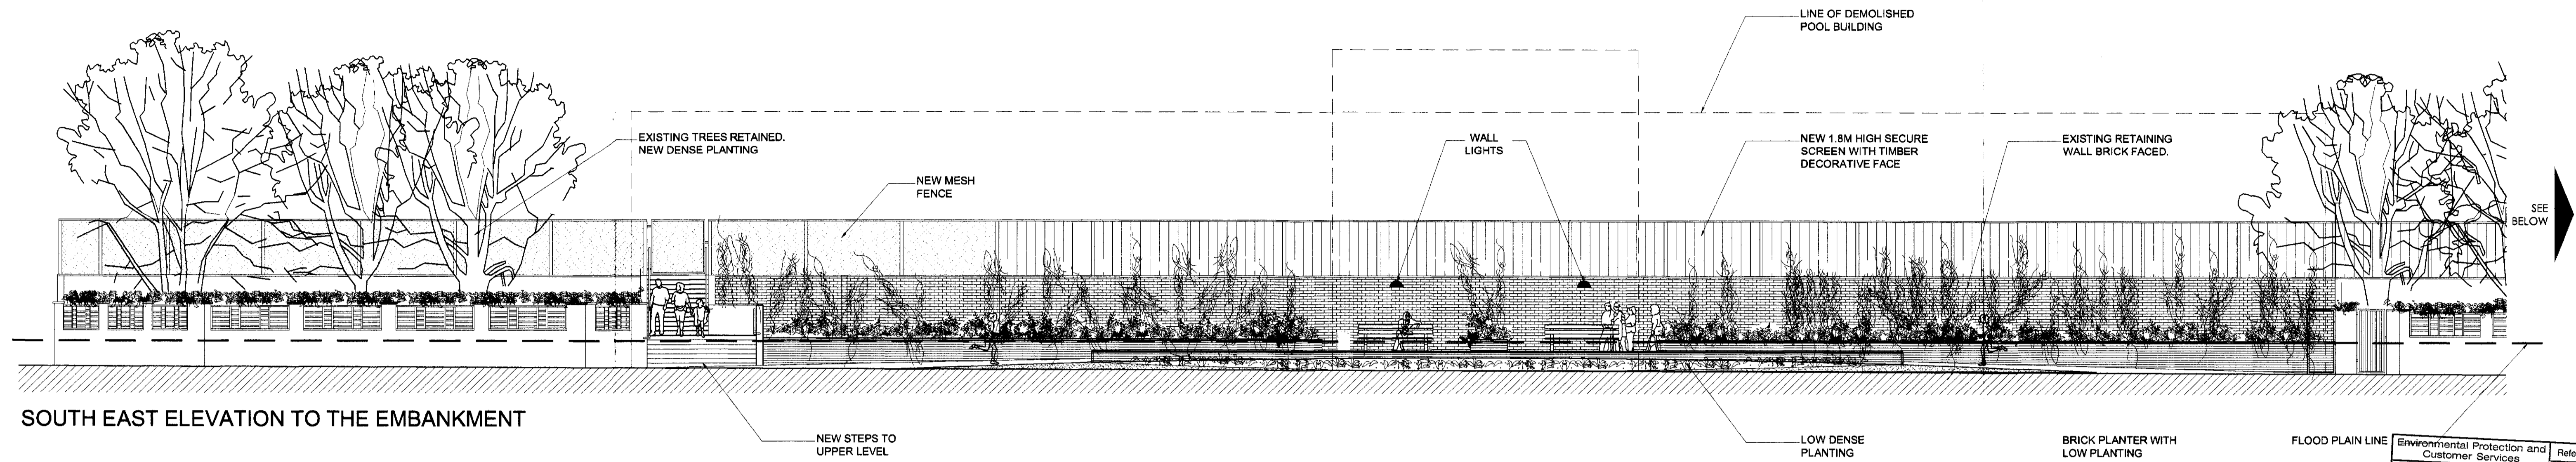 LINE OF DEMOLISHED
POOL BUILDING
EXISTING TREES RETAINED.
NEW DENSE PLANTING
WALL
LIGHTS
NEW 1.8M HIGH SECURE
SCREEN WITH TIMBER
DECORATIVE FACE
EXISTING RETAINING
WALL BRICK FACED.
NEW MESH
FENCE
SEE
BELOW
SOUTH EAST ELEVATION TO THE EMBANKMENT
NEW STEPS TO
UPPER LEVEL
LOW DENSE
PLANTING
BRICK PLANTER WITH
LOW PLANTING
FLOOD PLAIN LINE
Environmental Protection and
Customer Services